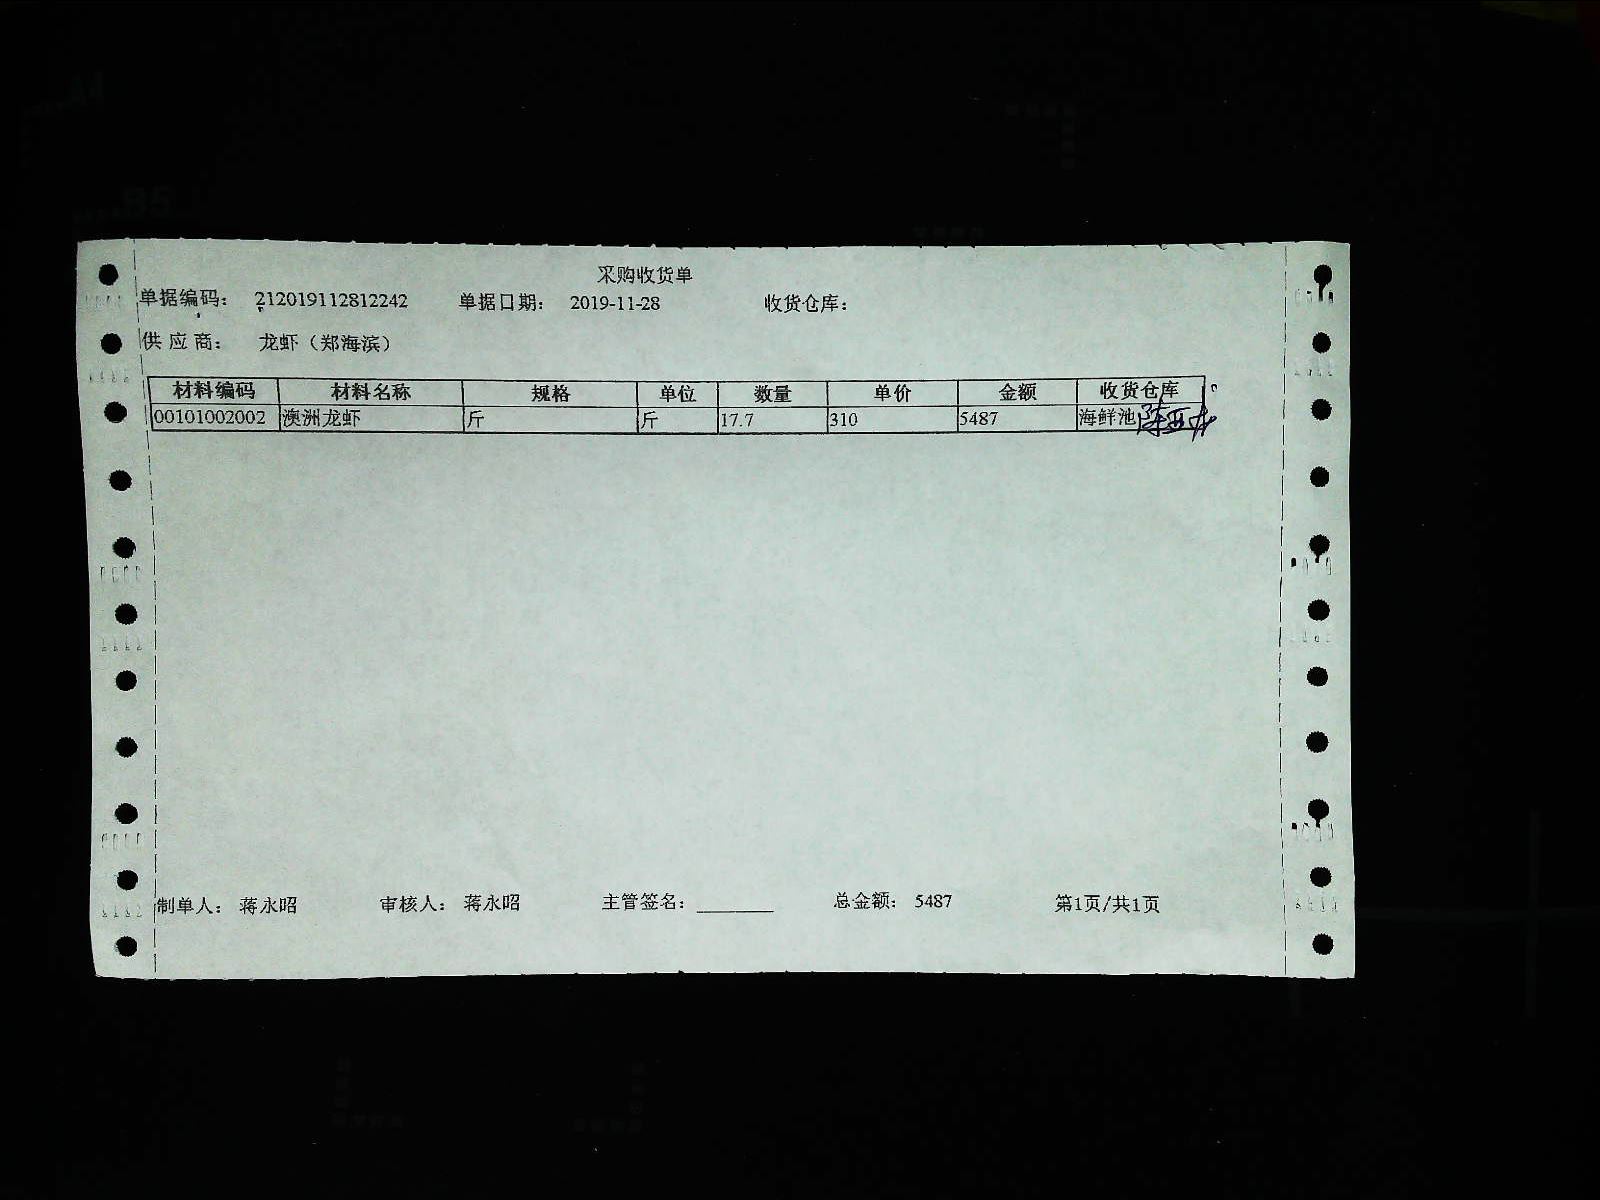 采购收货单
单据编码： 212019112812242 单据日期： 2019-11-28 收货仓库：
供应商： 龙虾（郑海滨）
材料编码 材料名称 规格 单位 数量 单价 金额 收货仓库
00101002002 澳洲龙虾 斤 斤 17.7 310 5487 海鲜池
制单人： 蒋永昭 审核人： 蒋永昭 主管签名：________ 总金额： 5487 第1页/共1页